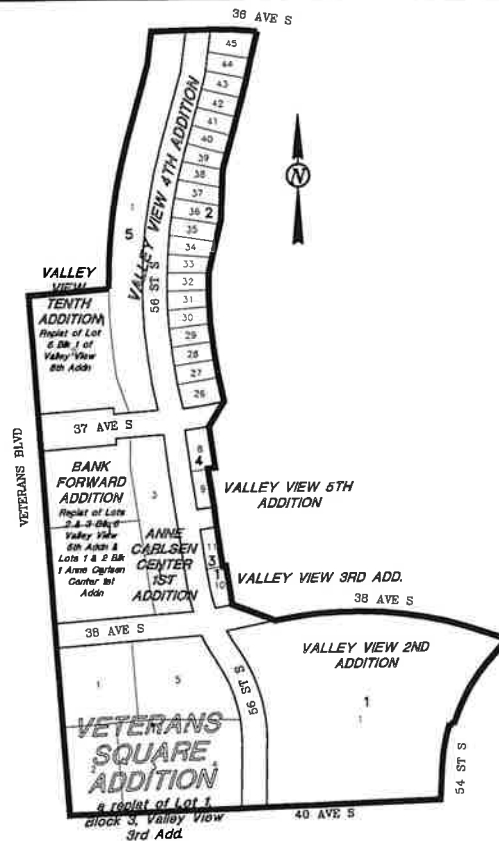 36 AVE S
45
44
43
42
41
40
39
38
37
36 2
35
34
33
32
31
30
29
28
27
26
1
5
VALLEY VIEW 4TH ADDITION
56 ST S
N
VALLEY
VIEW
TENTH
ADDITION
Replat of Lot
6 Blk 1 of
Valley View
6th Addn
VETERANS BLVD
37 AVE S
8
4
9
VALLEY VIEW 5TH
ADDITION
BANK
FORWARD
ADDITION
Replat of Lots
2 & 3 Blk 6
Valley View
5th Addn &
Lots 1 & 2 Blk
1 Anne Carlsen
Center 1st
Addn
3
ANNE
CARLSEN
CENTER
1ST
ADDITION
11
3
1
10
VALLEY VIEW 3RD ADD.
38 AVE S
38 AVE S
VALLEY VIEW 2ND
ADDITION
1
1
56 ST S
54 ST S
1
5
VETERANS
SQUARE
ADDITION
a replat of Lot 1,
Block 3, Valley View
3rd Add.
40 AVE S